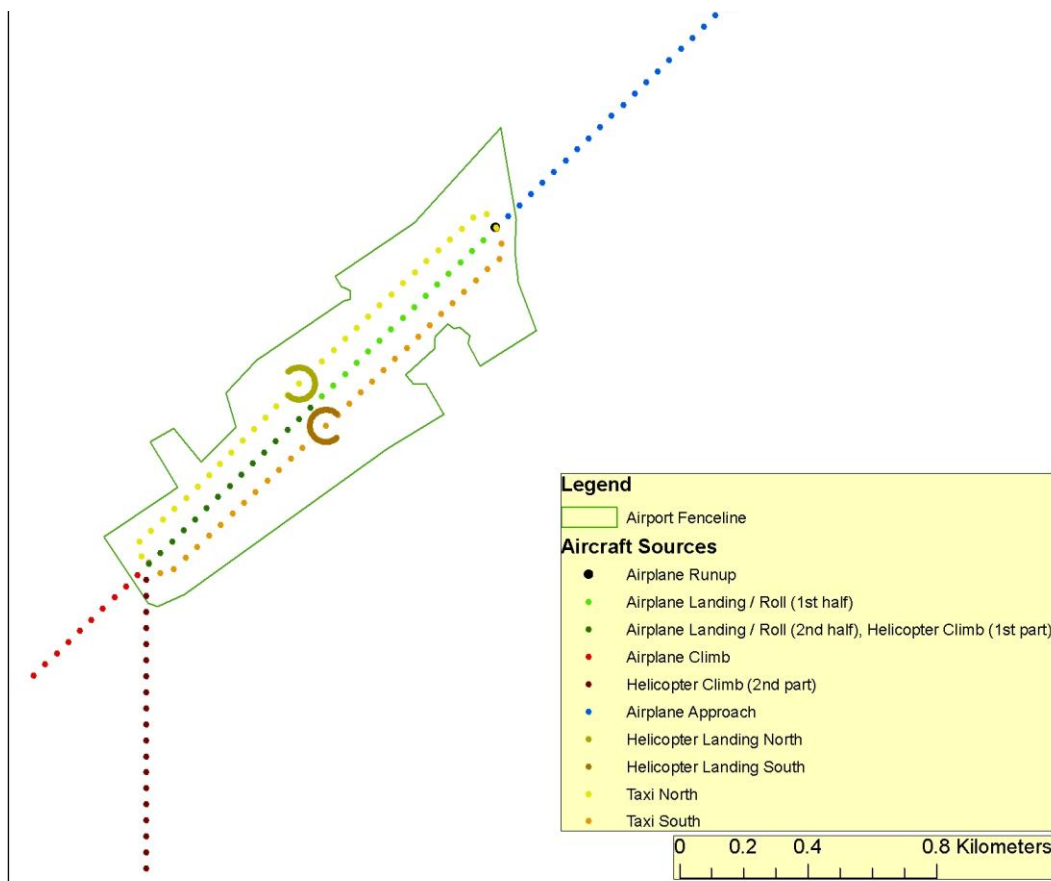 Legend
Airport Fenceline
Aircraft Sources
Airplane Runup
Airplane Landing / Roll (1st half)
Airplane Landing / Roll (2nd half), Helicopter Climb (1st part)
Airplane Climb
Helicopter Climb (2nd part)
Airplane Approach
Helicopter Landing North
Helicopter Landing South
Taxi North
Taxi South
0 0.2 0.4 0.8 Kilometers